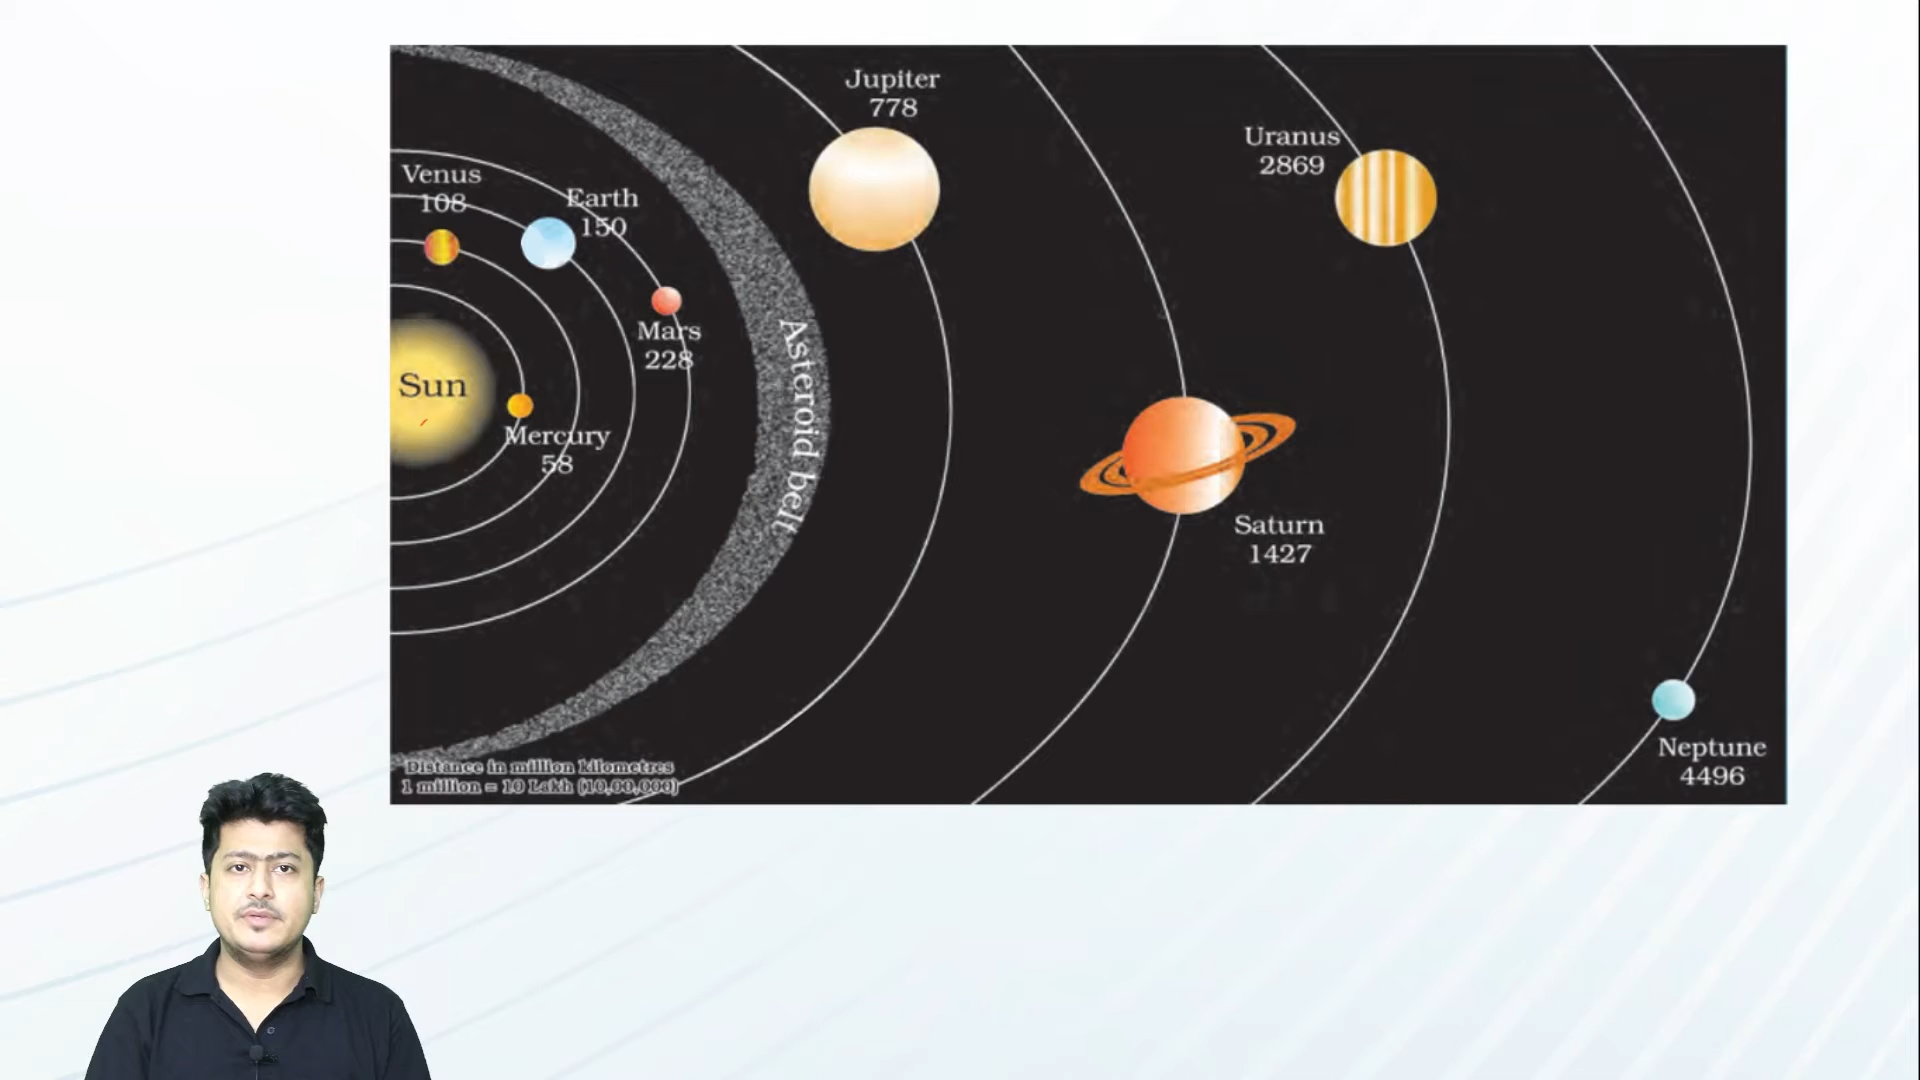 Jupiter
778
Uranus
2869
Venus
108
Earth
150
Mars
228
Sun
Mercury
58
Asteroid belt
Saturn
1427
Neptune
4496
Distance in million kilometres
1 million = 10 Lakh (10,00,000)